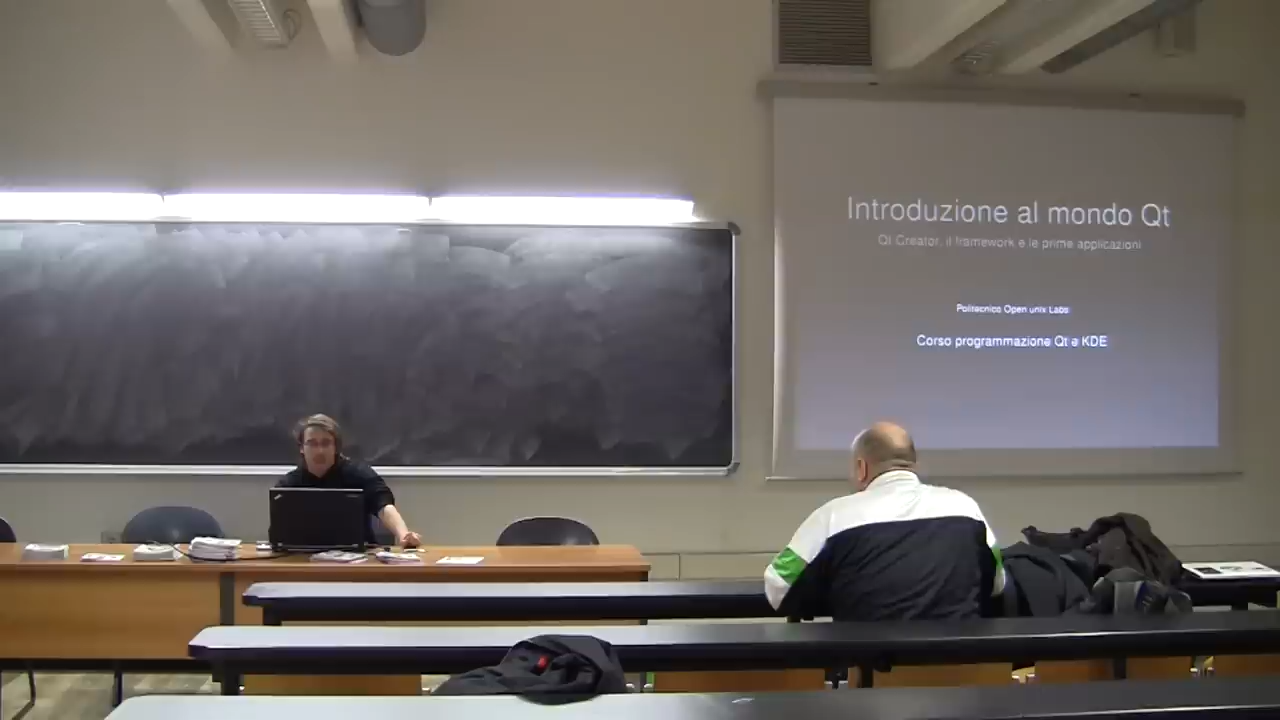 Introduzione al mondo Qt
Qt Creator, il framework e le prime applicazioni
Politecnico Open unix Labs
Corso programmazione Qt e KDE